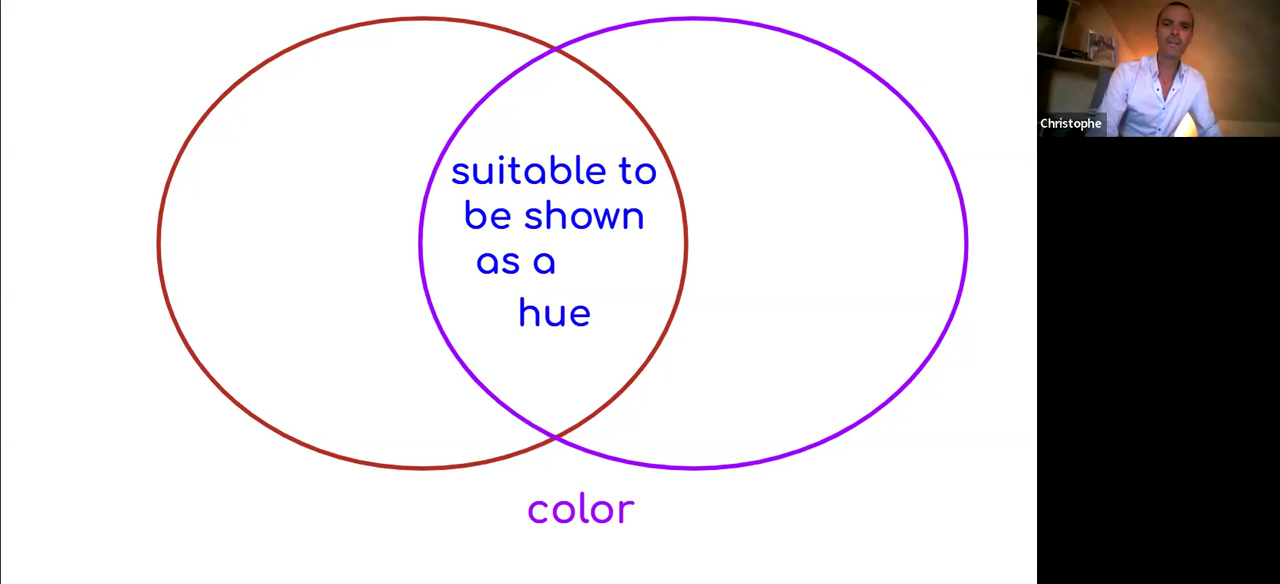 suitable to
be shown
as a
hue
color
Christophe